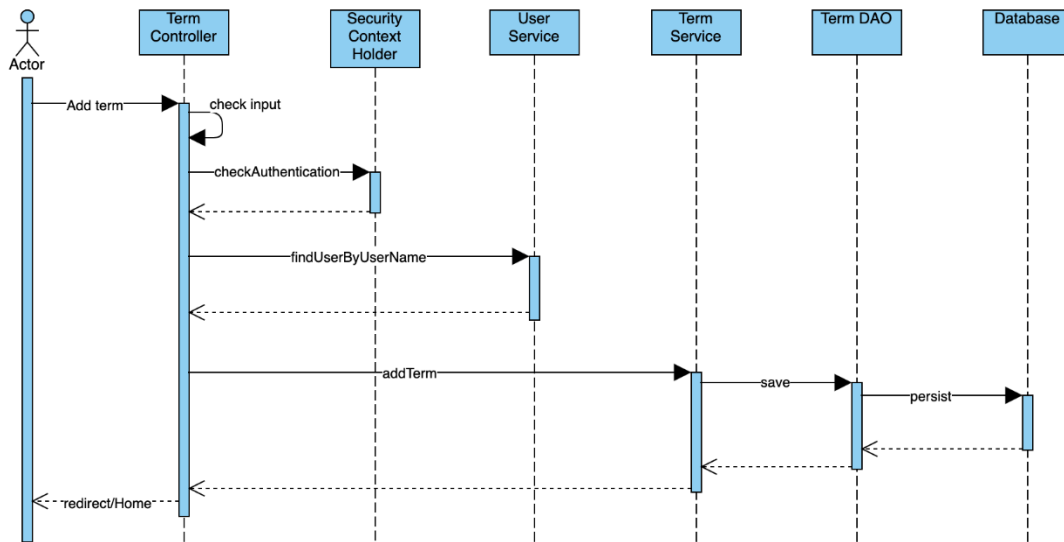 Actor
Term
Controller
Security
Context
Holder
User
Service
Term
Service
Term DAO
Database
Add term
check input
checkAuthentication
findUserByUserName
addTerm
save
persist
redirect/Home